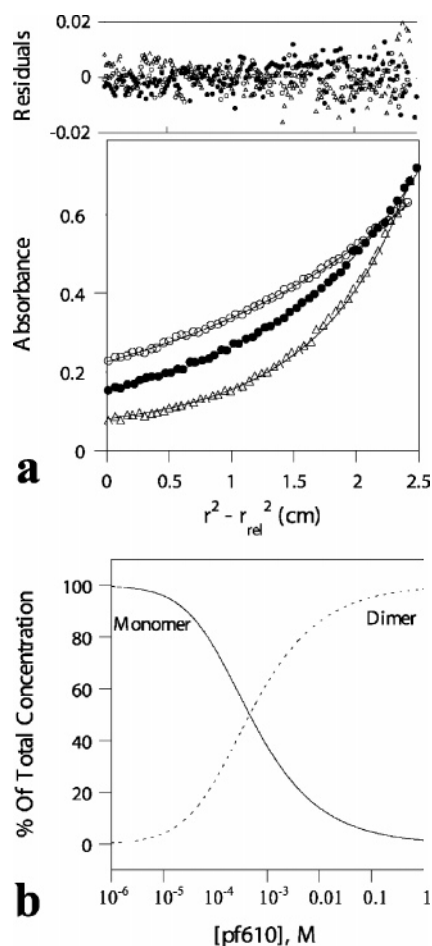 0.02
Residuals
0
-0.02
0.6
Absorbance
0.4
0.2
0
a
0 0.5 1 1.5 2 2.5
r² - r_rel² (cm)
100
Monomer Dimer
80
% Of Total Concentration
60
40
20
0
b
10⁻⁶ 10⁻⁵ 10⁻⁴ 10⁻³ 0.01 0.1 1
[pf610], M